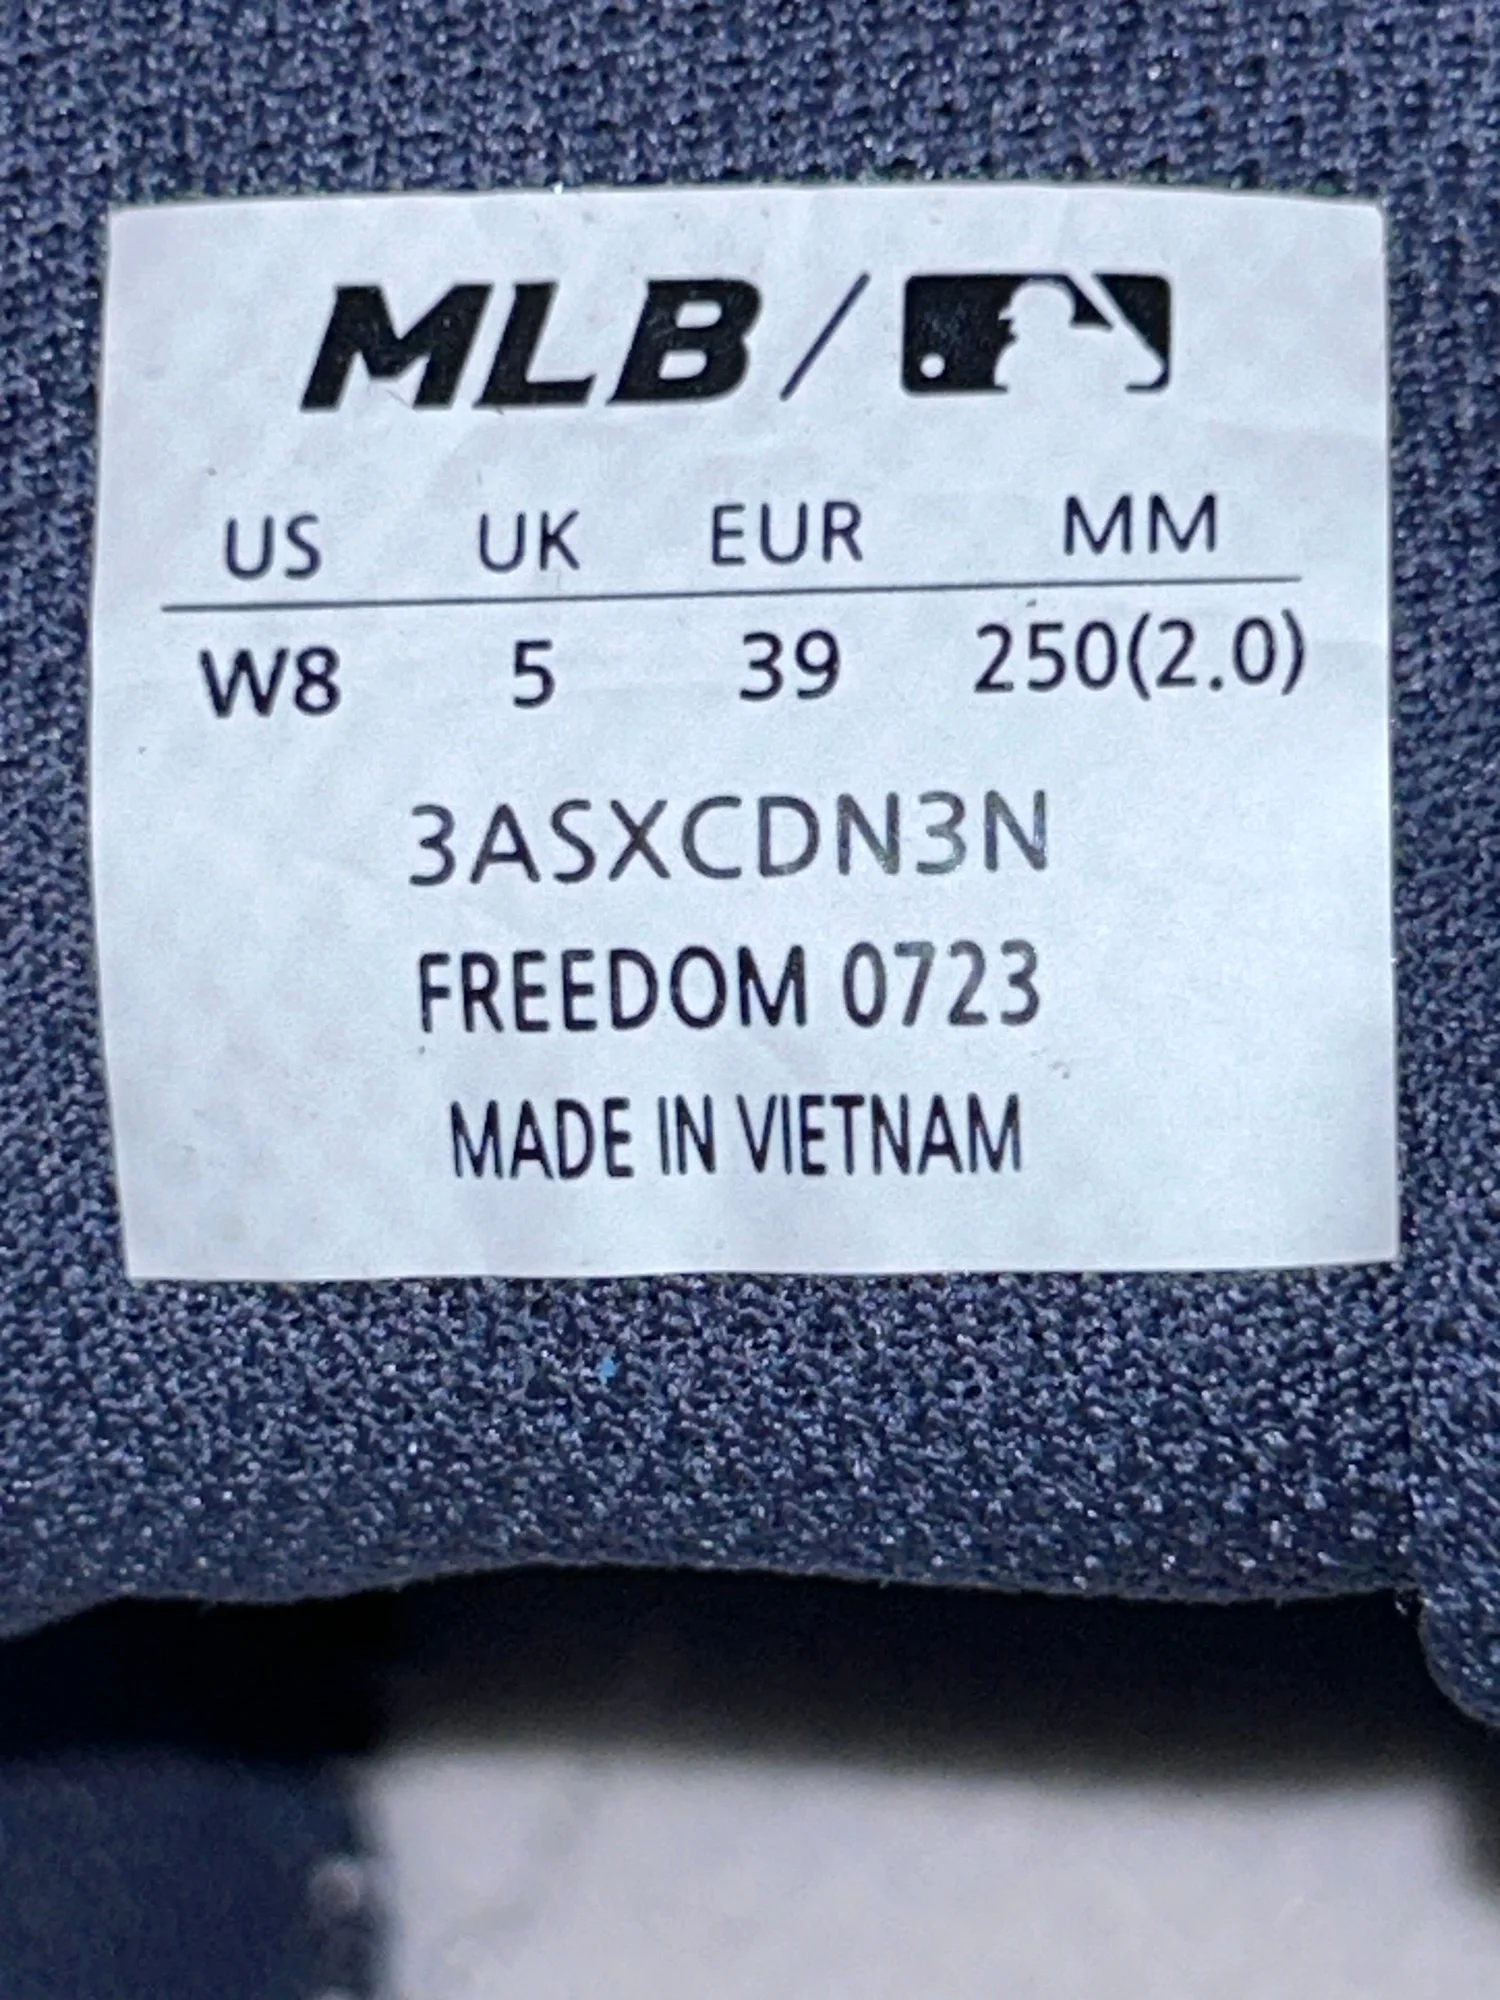 MLB /
US UK EUR MM
W8 5 39 250(2.0)
3ASXCDN3N
FREEDOM 0723
MADE IN VIETNAM